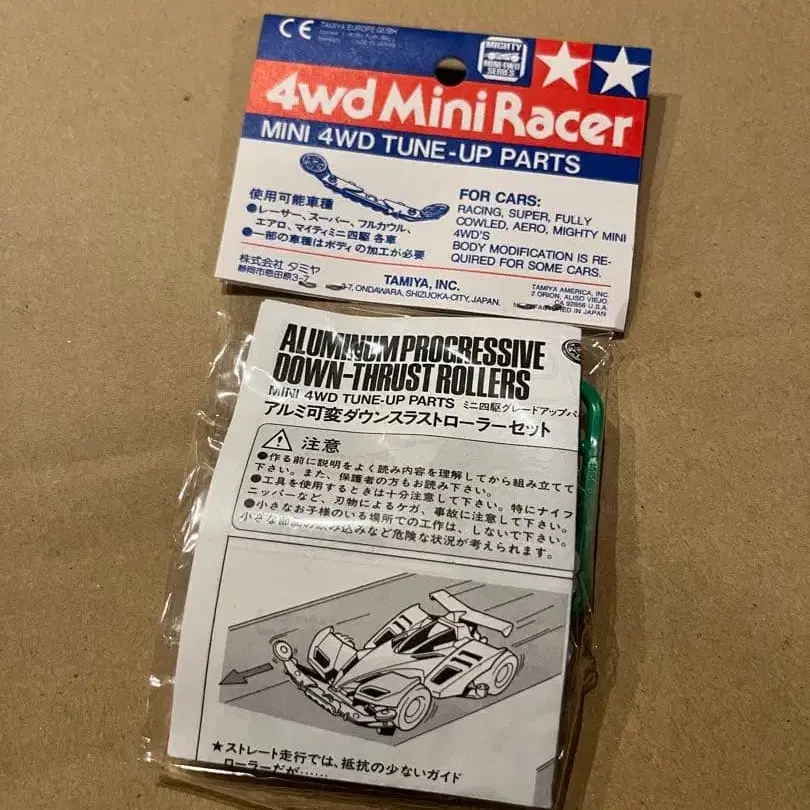 CE
TAMIYA EUROPE GMBH
MIGHTY
MINI 4WD
SERIES
4wd Mini Racer
MINI 4WD TUNE-UP PARTS
使用可能車種
●レーサー、スーパー、フルカウル、
エアロ、マイティミニ四駆 各車
●一部の車種はボディの加工が必要
株式会社 タミヤ
静岡市恩田原3-7
FOR CARS:
RACING, SUPER, FULLY
COWLED, AERO, MIGHTY MINI
4WD'S
BODY MODIFICATION IS RE-
QUIRED FOR SOME CARS.
TAMIYA, INC.
3-7, ONDAWARA, SHIZUOKA-CITY, JAPAN.
TAMIYA AMERICA, INC.
2 ORION, ALISO VIEJO,
CA 92656 U.S.A.
IN JAPAN
ALUMINUM PROGRESSIVE
DOWN-THRUST ROLLERS
MINI 4WD TUNE-UP PARTS ミニ四駆グレードアップパ
アルミ可変ダウンスラストローラーセット
注意
●作る前に説明をよく読み内容を理解してから組み立てて
下さい。また、保護者の方もお読み下さい。
●工具を使用するときは十分注意して下さい。特にナイフ
ニッパーなど、刃物によるケガ、事故に注意して下さい。
●小さなお子様のいる場所での工作は、しないで下さい。
小さな部品の飲み込みなど危険な状況が考えられます。
★ストレート走行では、抵抗の少ないガイド
ローラーだが……